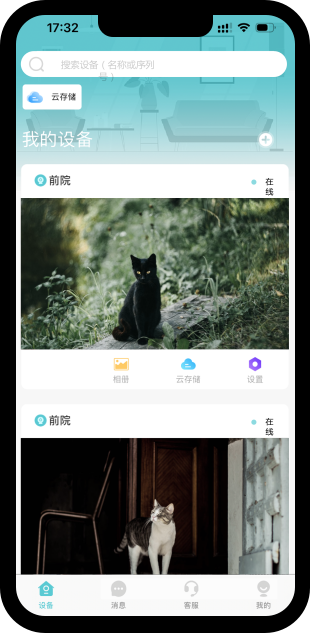 17:32
搜索设备（名称或序列
号）
云存储
我的设备
前院
在
线
相册
云存储
设置
前院
在
线
设备
消息
客服
我的